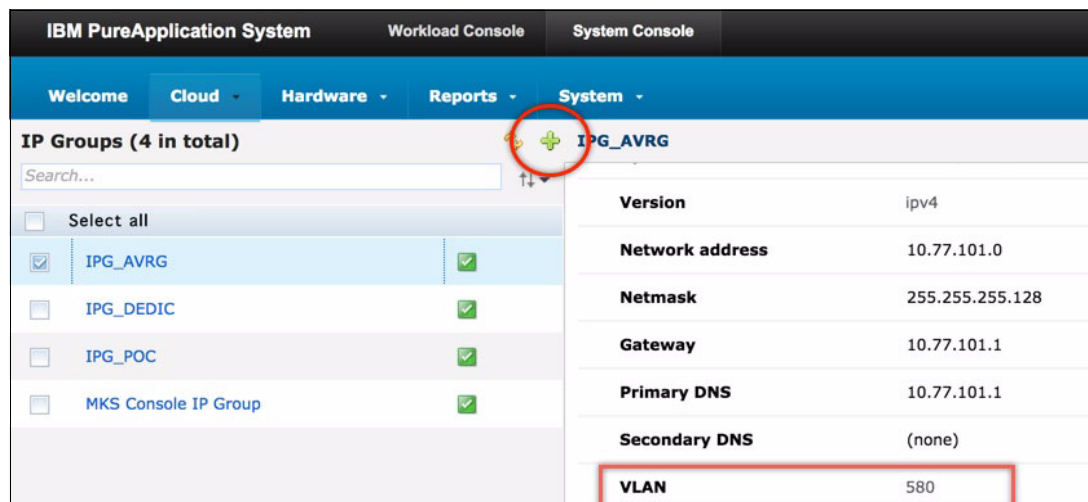 IBM PureApplication System Workload Console System Console
Welcome Cloud Hardware Reports System
IP Groups (4 in total)
Search...
Select all
IPG_AVRG
IPG_DEDIC
IPG_POC
MKS Console IP Group
IPG_AVRG
Version ipv4
Network address 10.77.101.0
Netmask 255.255.255.128
Gateway 10.77.101.1
Primary DNS 10.77.101.1
Secondary DNS (none)
VLAN 580